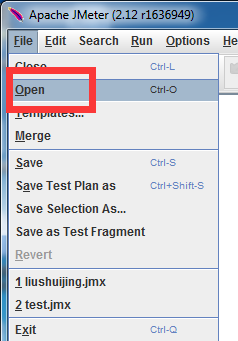 Apache JMeter (2.12 r1636949)
File Edit Search Run Options H
Close Ctrl-L
Open Ctrl-O
Templates...
Merge
Save Ctrl-S
Save Test Plan as Ctrl+Shift-S
Save Selection As...
Save as Test Fragment
Revert
1 liushuijing.jmx
2 test.jmx
Exit Ctrl-Q